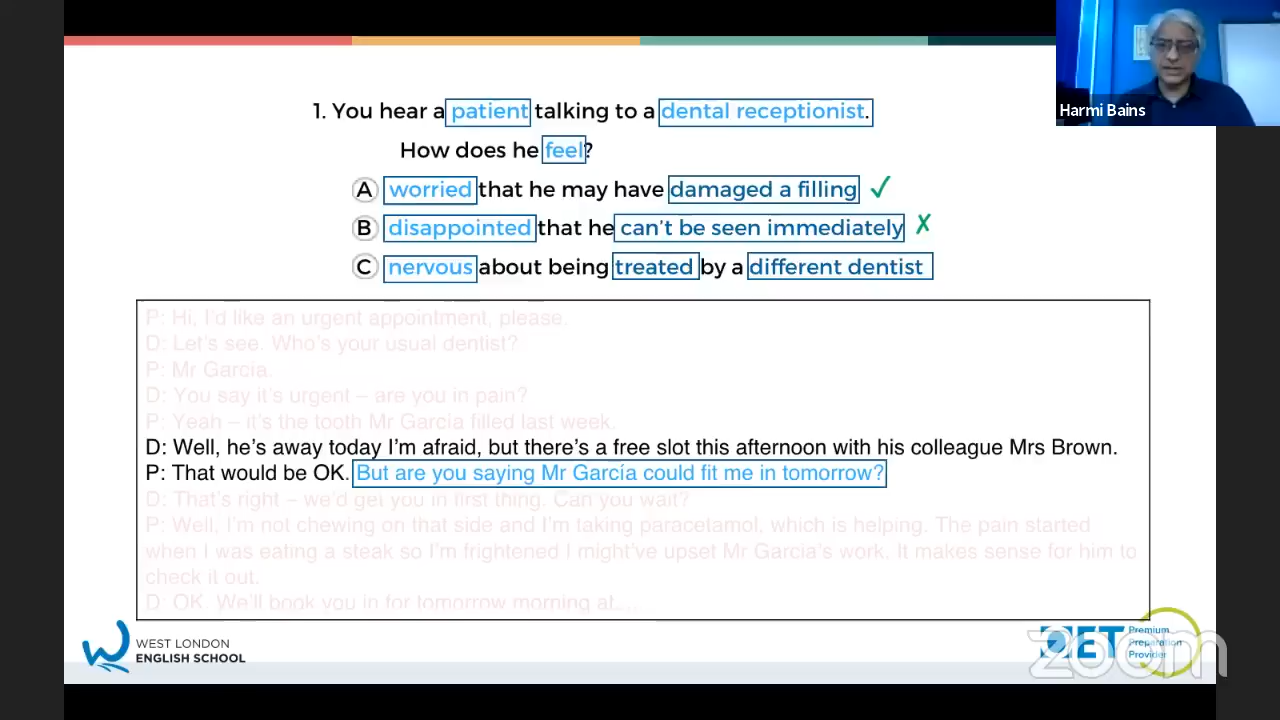 Harmi Bains
1. You hear a patient talking to a dental receptionist.
How does he feel?
A worried that he may have damaged a filling ✓
B disappointed that he can't be seen immediately ✗
C nervous about being treated by a different dentist
P: Hi, I'd like an urgent appointment, please.
D: Let's see. Who's your usual dentist?
P: Mr Garcia.
D: You say it's urgent – are you in pain?
P: Yeah – it's the tooth Mr Garcia filled last week.
D: Well, he's away today I'm afraid, but there's a free slot this afternoon with his colleague Mrs Brown.
P: That would be OK. But are you saying Mr García could fit me in tomorrow?
D: That's right – we'd get you in first thing. Can you wait?
P: Well, I'm not chewing on that side and I'm taking paracetamol, which is helping. The pain started
when I was eating a steak so I'm frightened I might've upset Mr Garcia's work. It makes sense for him to
check it out.
D: OK. We'll book you in for tomorrow morning at…
WEST LONDON
ENGLISH SCHOOL
OET
Premium
Preparation
Provider
zoom